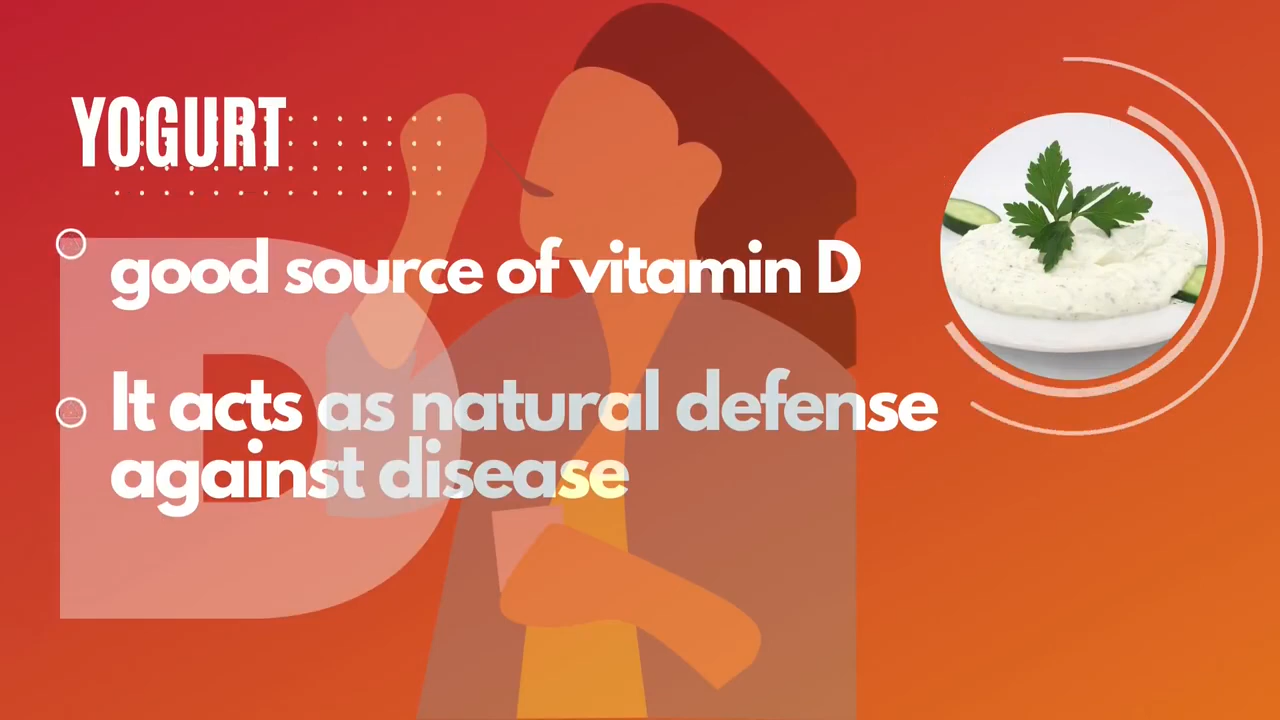 YOGURT
good source of vitamin D
It acts as natural defense
against disease
D